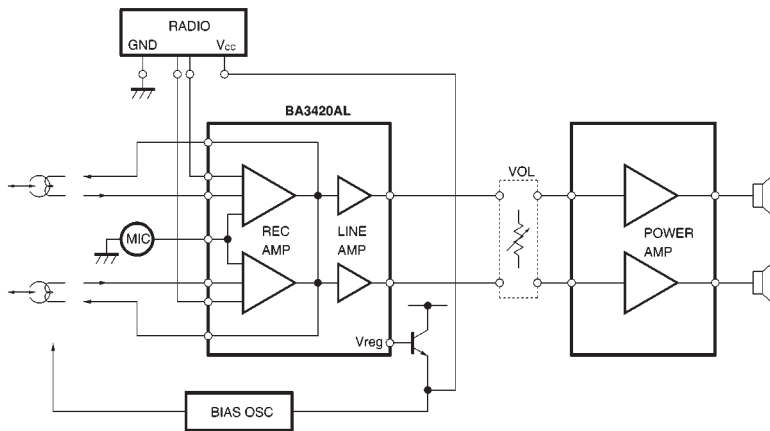 RADIO
GND
Vcc
BA3420AL
VOL
MIC
REC
AMP
LINE
AMP
POWER
AMP
Vreg
BIAS OSC